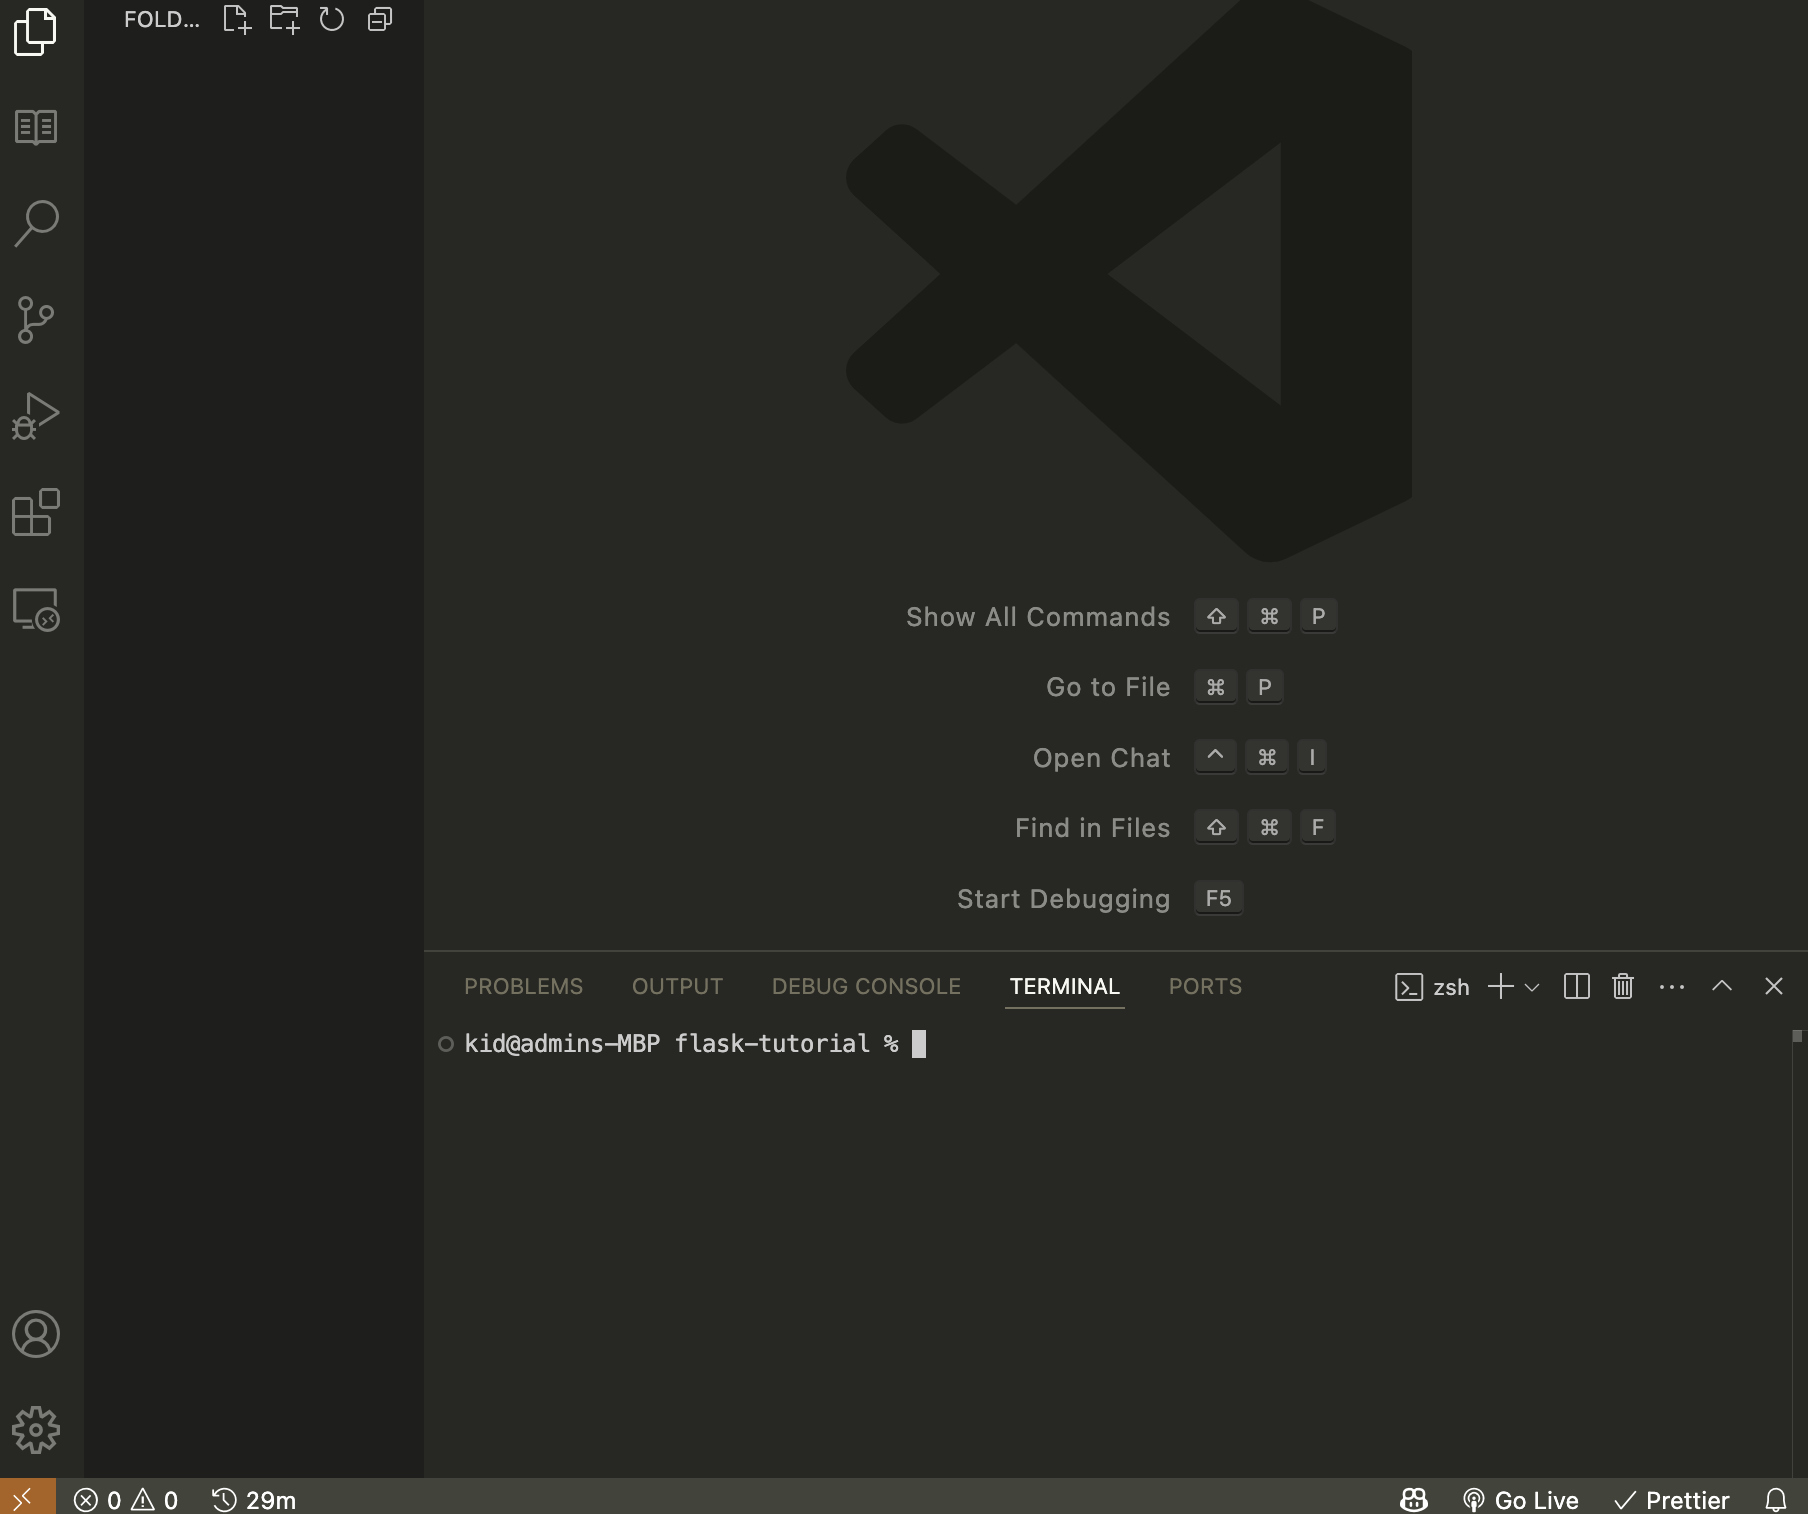 FOLD...
Show All Commands ⇧ ⌘ P
Go to File ⌘ P
Open Chat ^ ⌘ I
Find in Files ⇧ ⌘ F
Start Debugging F5
PROBLEMS OUTPUT DEBUG CONSOLE TERMINAL PORTS zsh
kid@admins-MBP flask-tutorial %
0 0 29m Go Live Prettier